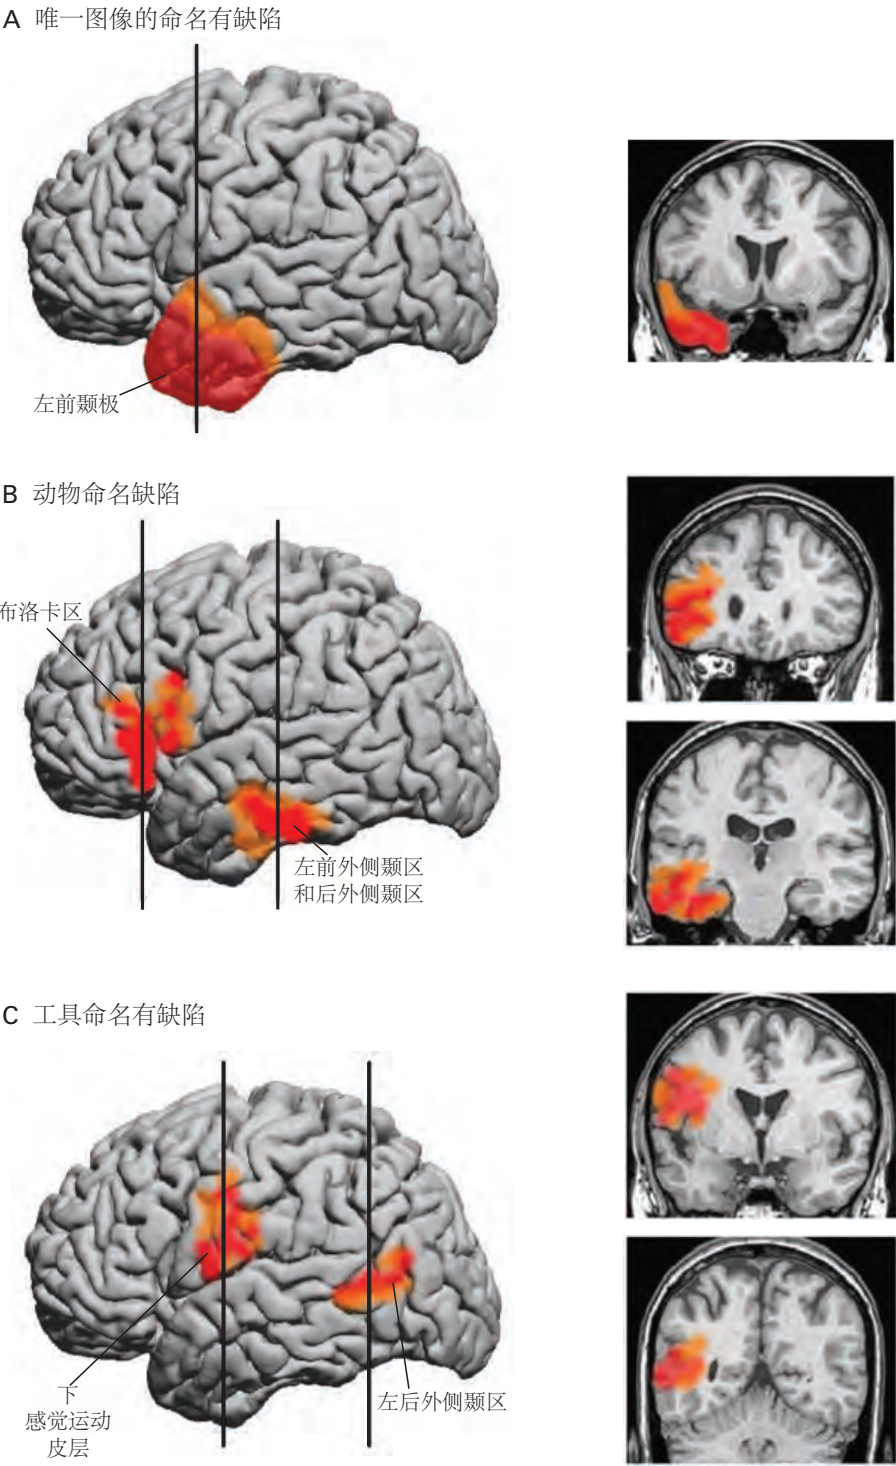 A 唯一图像的命名有缺陷
左前颞极
B 动物命名缺陷
布洛卡区
左前外侧颞区
和后外侧颞区
C 工具命名有缺陷
下
感觉运动
皮层
左后外侧颞区